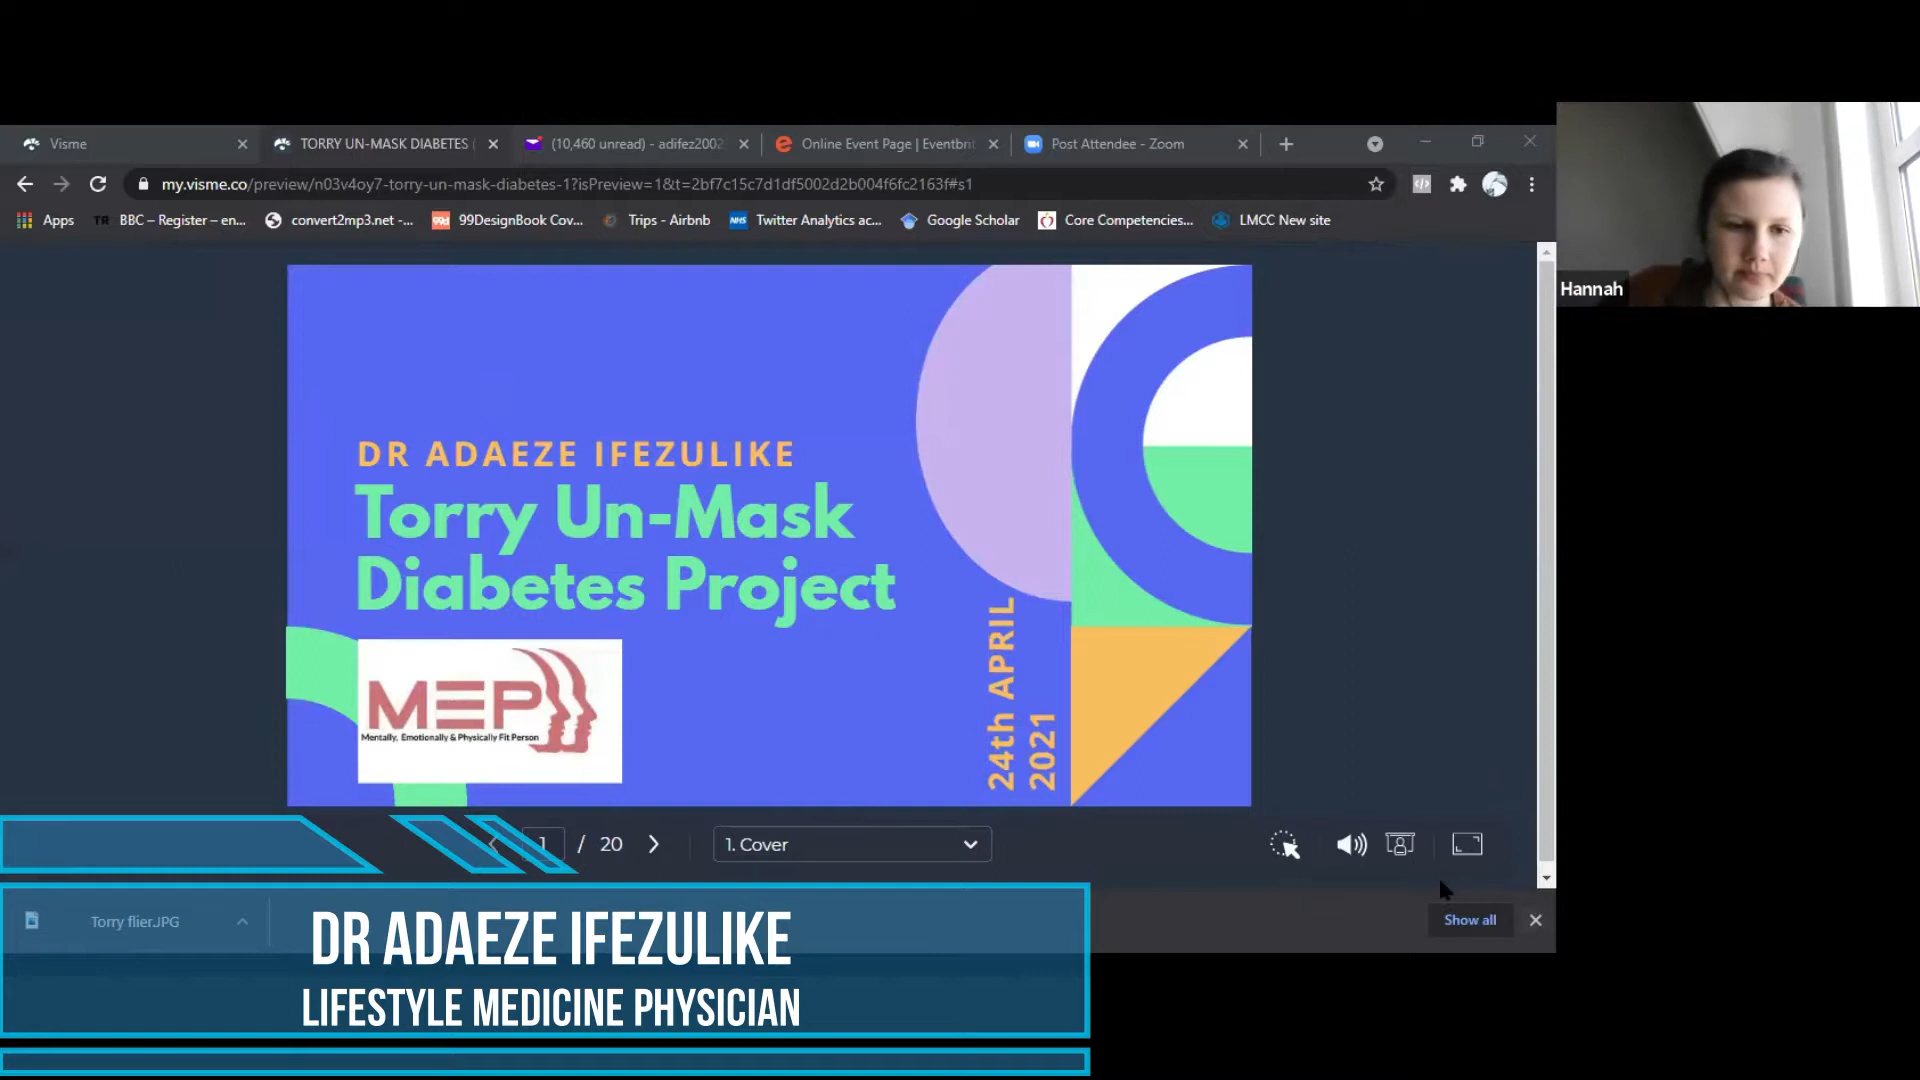 Visme
TORRY UN-MASK DIABETES
(10,460 unread) - adifez2002
Online Event Page | Eventbrit
Post Attendee - Zoom
my.visme.co/preview/n03v4oy7-torry-un-mask-diabetes-1?isPreview=1&t=2bf7c15c7d1df5002d2b004f6fc2163f#s1
Apps
BBC – Register – en...
convert2mp3.net -...
99DesignBook Cov...
Trips - Airbnb
Twitter Analytics ac...
Google Scholar
Core Competencies...
LMCC New site
Hannah
DR ADAEZE IFEZULIKE
Torry Un-Mask
Diabetes Project
MEP
Mentally, Emotionally & Physically Fit Person
24th APRIL
2021
1 / 20
1. Cover
Torry flier.JPG
Show all
DR ADAEZE IFEZULIKE
LIFESTYLE MEDICINE PHYSICIAN